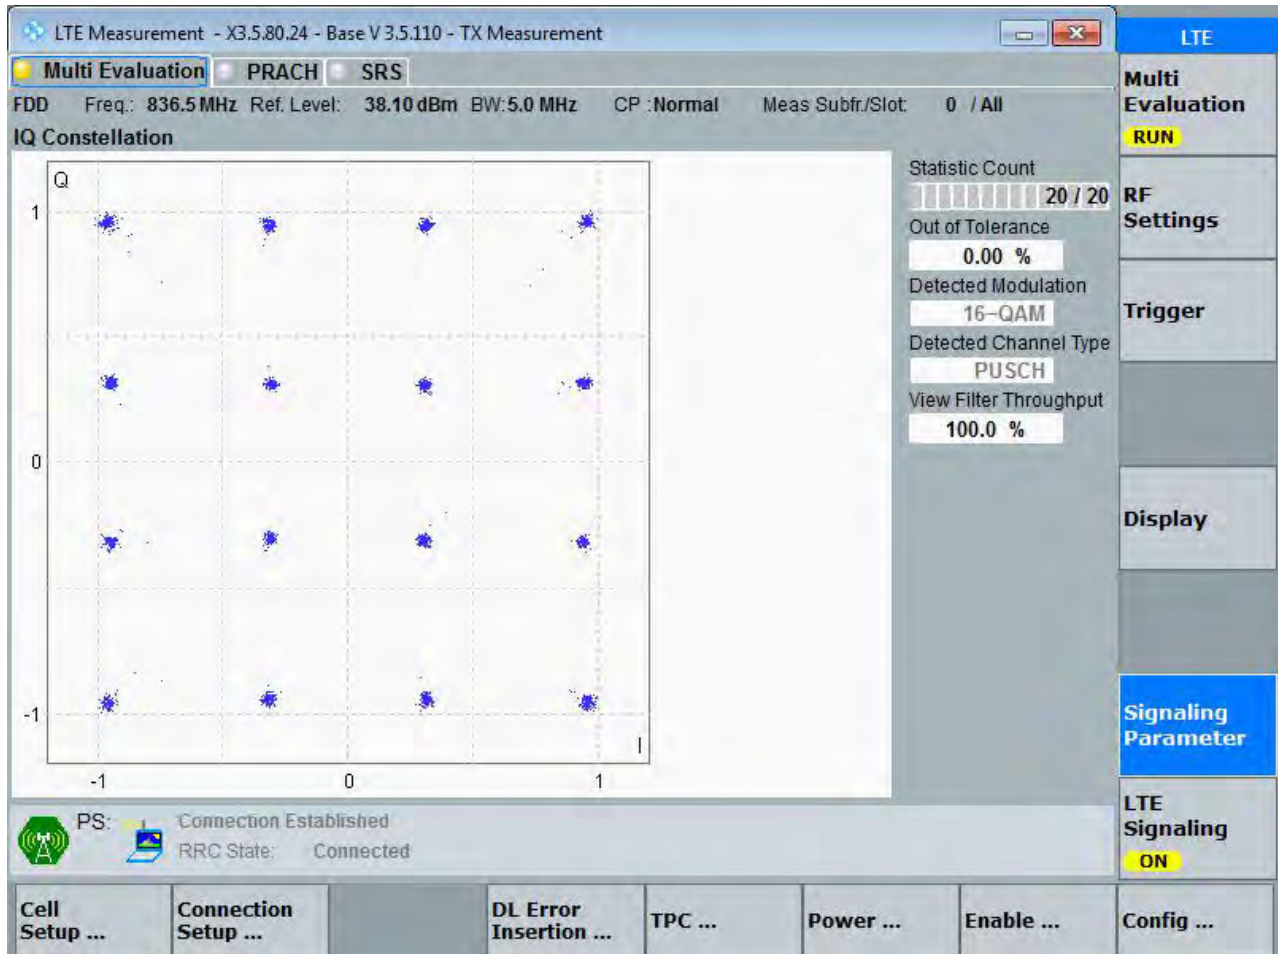 LTE Measurement - X3.5.80.24 - Base V 3.5.110 - TX Measurement
LTE
Multi Evaluation PRACH SRS
FDD Freq.: 836.5 MHz Ref. Level: 38.10 dBm BW: 5.0 MHz CP : Normal Meas Subfr./Slot: 0 / All
IQ Constellation
Q
1
0
-1
I
-1 0 1
Statistic Count
20 / 20
Out of Tolerance
0.00 %
Detected Modulation
16-QAM
Detected Channel Type
PUSCH
View Filter Throughput
100.0 %
Multi
Evaluation
RUN
RF
Settings
Trigger
Display
Signaling
Parameter
LTE
Signaling
ON
PS: Connection Established
RRC State: Connected
Cell
Setup ...
Connection
Setup ...
DL Error
Insertion ...
TPC ...
Power ...
Enable ...
Config ...